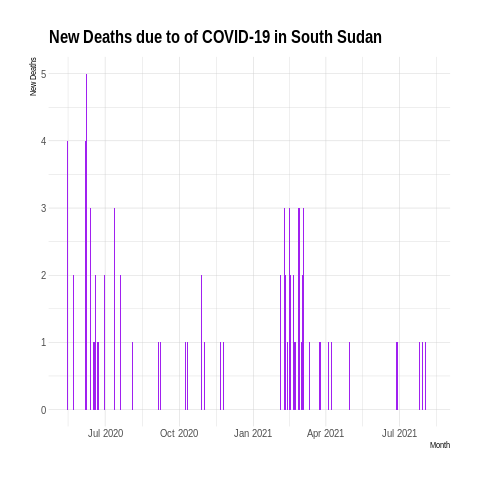 New Deaths due to of COVID-19 in South Sudan
New Deaths
5
4
3
2
1
0
Jul 2020 Oct 2020 Jan 2021 Apr 2021 Jul 2021
Month